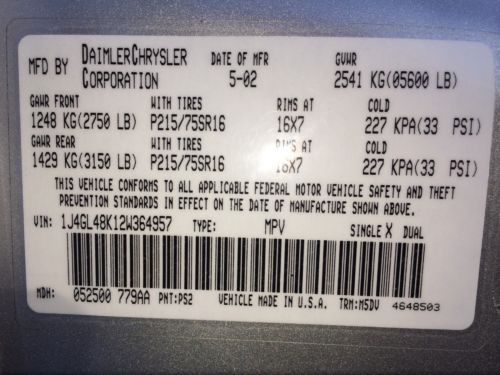 MFD BY DAIMLERCHRYSLER CORPORATION DATE OF MFR 5-02 GVWR 2541 KG(05600 LB)
GAWR FRONT WITH TIRES RIMS AT COLD
1248 KG(2750 LB) P215/75SR16 16X7 227 KPA(33 PSI)
GAWR REAR WITH TIRES RIMS AT COLD
1429 KG(3150 LB) P215/75SR16 16X7 227 KPA(33 PSI)
THIS VEHICLE CONFORMS TO ALL APPLICABLE FEDERAL MOTOR VEHICLE SAFETY AND THEFT
PREVENTION STANDARDS IN EFFECT ON THE DATE OF MANUFACTURE SHOWN ABOVE.
VIN: 1J4GL48K12W364957 TYPE: MPV SINGLE X DUAL
MDH: 052500 779AA PNT:PS2 VEHICLE MADE IN U.S.A. TRM:M5DV 4648503